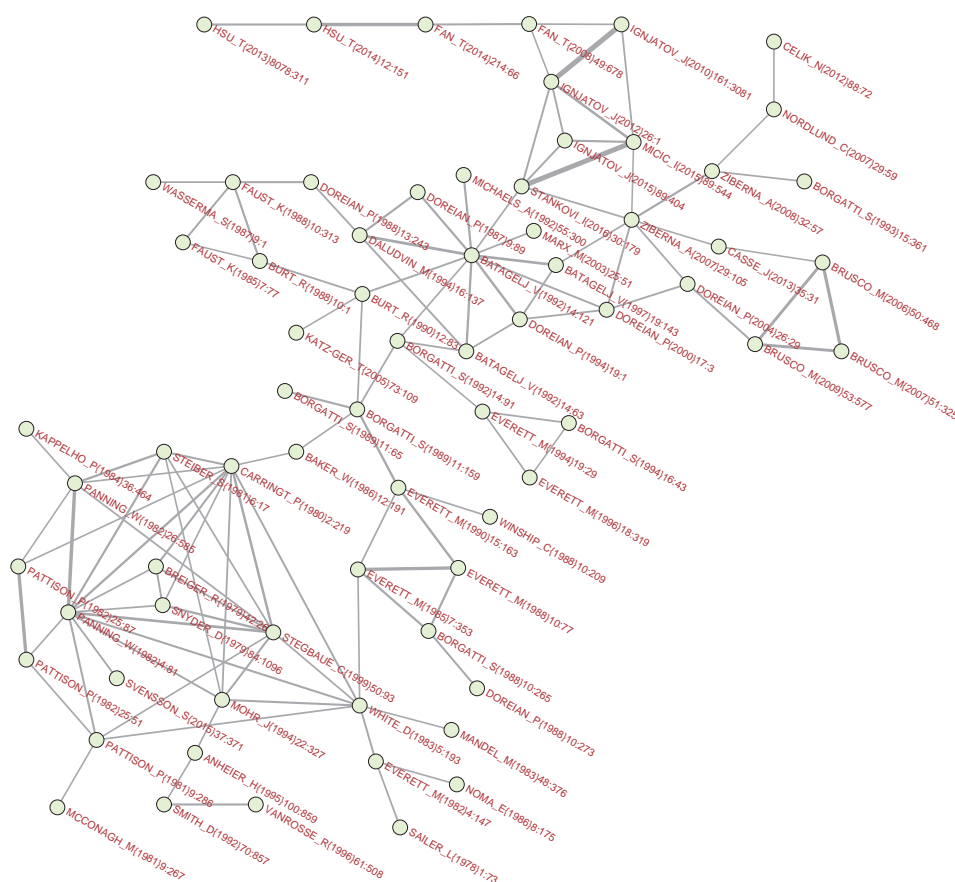 HSU_T(2013)8078:311
HSU_T(2014)12:151
FAN_T(2014)214:66
FAN_T(2008)49:678
IGNJATOV_J(2010)161:3081
CELIK_N(2012)88:72
IGNJATOV_J(2012)26:1
NORDLUND_C(2007)29:59
IGNJATOV_J(2015)89:404
MICIC_I(2015)89:544
ZIBERNA_A(2008)32:57
BORGATTI_S(1993)15:361
WASSERMA_S(1987)9:1
FAUST_K(1988)10:313
DOREIAN_P(1988)13:243
DOREIAN_P(1987)9:89
MICHAELS_A(1992)55:300
STANKOVI_I(2016)30:179
ZIBERNA_A(2007)29:105
FAUST_K(1985)7:77
BURT_R(1988)10:1
DALUDVIN_M(1994)16:137
MARX_M(2003)25:51
BATAGELJ_V(1992)14:121
BATAGELJ_V(1997)19:143
CASSE_J(2013)35:31
BRUSCO_M(2006)50:468
BURT_R(1990)12:83
DOREIAN_P(2004)26:29
DOREIAN_P(2000)17:3
DOREIAN_P(1994)19:1
KATZ-GER_T(2005)73:109
BORGATTI_S(1992)14:91
BATAGELJ_V(1992)14:63
BRUSCO_M(2009)53:577
BRUSCO_M(2007)51:325
BORGATTI_S(1989)11:65
BORGATTI_S(1989)11:159
EVERETT_M(1994)19:29
BORGATTI_S(1994)16:43
KAPPELHO_P(1984)36:464
STEIBER_S(1981)6:17
CARRINGT_P(1980)2:219
BAKER_W(1986)12:191
EVERETT_M(1996)18:319
PANNING_W(1982)26:585
EVERETT_M(1990)15:163
WINSHIP_C(1988)10:209
PATTISON_P(1982)25:87
BREIGER_R(1979)42:26
EVERETT_M(1985)7:353
EVERETT_M(1988)10:77
PANNING_W(1982)4:81
SNYDER_D(1979)84:1096
STEGBAUE_C(1999)50:93
BORGATTI_S(1988)10:265
PATTISON_P(1982)25:51
SVENSSON_S(2015)37:371
MOHR_J(1994)22:327
WHITE_D(1983)5:193
DOREIAN_P(1988)10:273
PATTISON_P(1981)9:286
ANHEIER_H(1995)100:859
MANDEL_M(1983)48:376
EVERETT_M(1982)4:147
NOMA_E(1986)8:175
MCCONAGH_M(1981)9:267
SMITH_D(1992)70:857
VANROSSE_R(1996)61:508
SAILER_L(1978)1:73